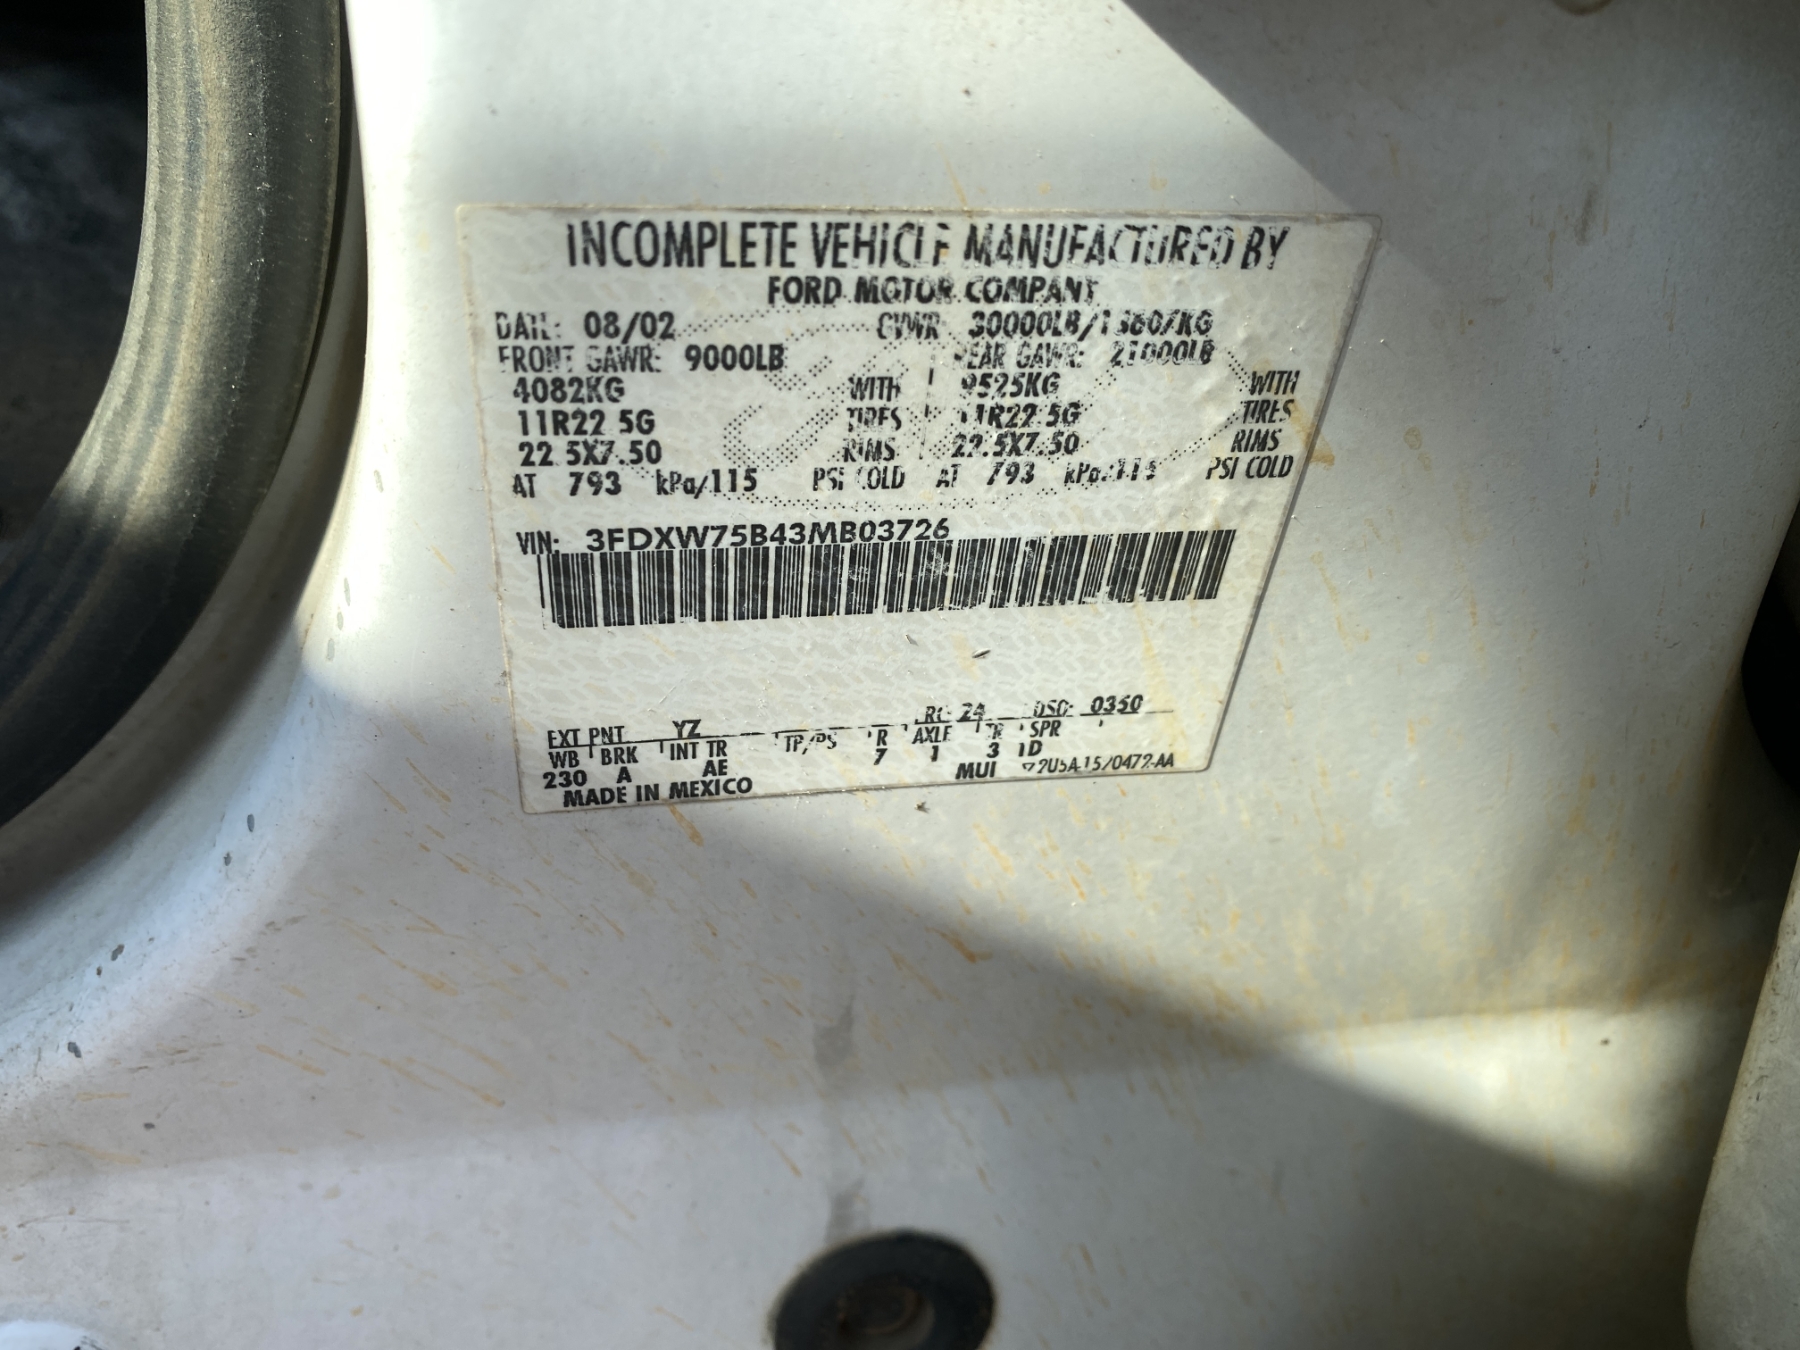 INCOMPLETE VEHICLE MANUFACTURED BY
FORD MOTOR COMPANY
DATE: 08/02 GVWR 30000LB/13607KG
FRONT GAWR: 9000LB REAR GAWR: 21000LB
4082KG WITH 9525KG WITH
11R22.5G TIRES 11R22.5G TIRES
22.5X7.50 RIMS 22.5X7.50 RIMS
AT 793 kPa/115 PSI COLD AT 793 kPa/115 PSI COLD
VIN: 3FDXW75B43MB03726
EXT PNT YZ RC: 24 DSO: 0350
WB BRK INT TR TP/PS R AXLE TR SPR
230 A AE 7 1 3 1D
MADE IN MEXICO MUI